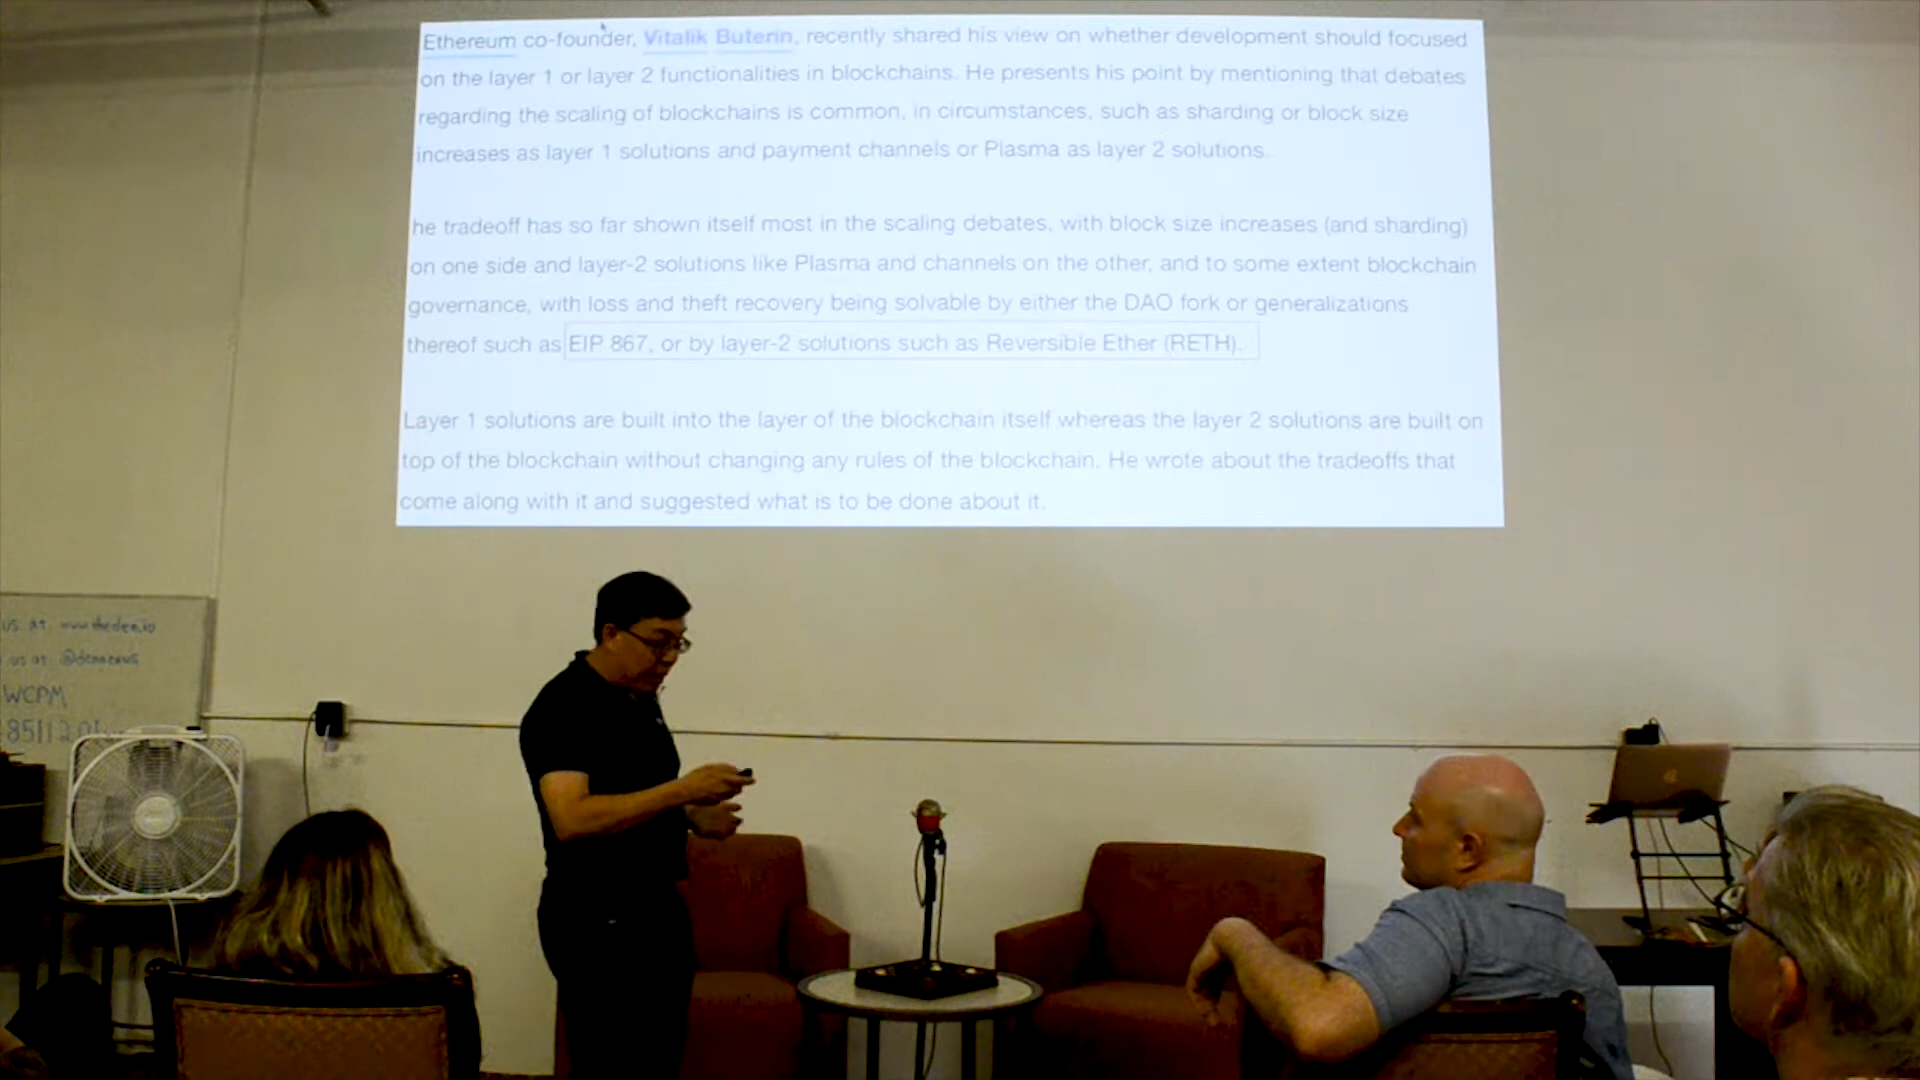 Ethereum co-founder, Vitalik Buterin, recently shared his view on whether development should focused
on the layer 1 or layer 2 functionalities in blockchains. He presents his point by mentioning that debates
regarding the scaling of blockchains is common, in circumstances, such as sharding or block size
increases as layer 1 solutions and payment channels or Plasma as layer 2 solutions.
he tradeoff has so far shown itself most in the scaling debates, with block size increases (and sharding)
on one side and layer-2 solutions like Plasma and channels on the other, and to some extent blockchain
governance, with loss and theft recovery being solvable by either the DAO fork or generalizations
thereof such as EIP 867, or by layer-2 solutions such as Reversible Ether (RETH).
Layer 1 solutions are built into the layer of the blockchain itself whereas the layer 2 solutions are built on
top of the blockchain without changing any rules of the blockchain. He wrote about the tradeoffs that
come along with it and suggested what is to be done about it.
us at www.theden.io
us at
WCPM